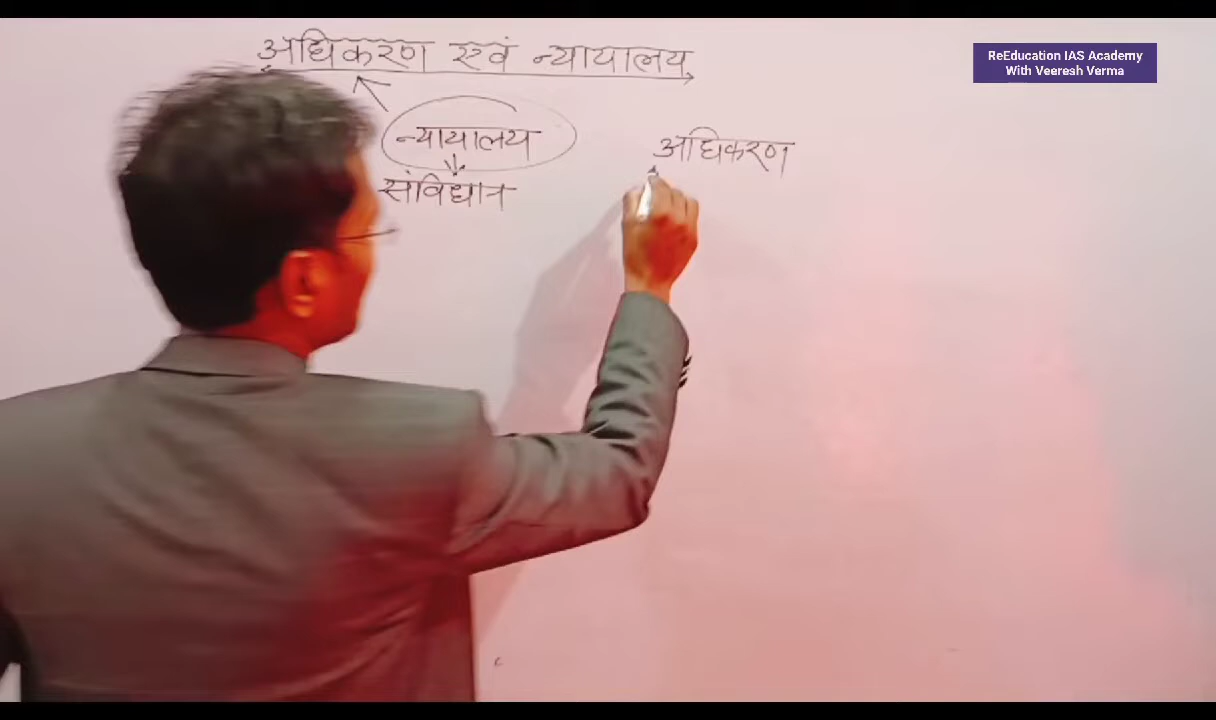 अधिकरण एवं न्यायालय
ReEducation IAS Academy
With Veeresh Verma
न्यायालय
अधिकरण
संविधान